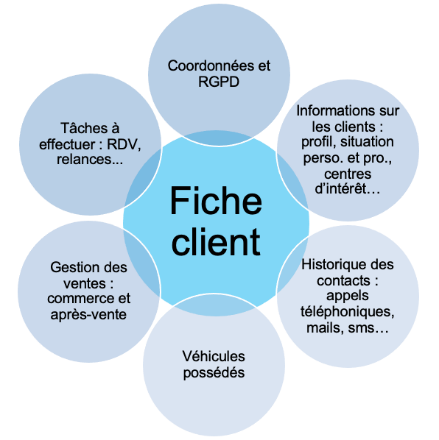 Coordonnées et
RGPD
Informations sur
les clients :
profil, situation
perso. et pro.,
centres
d'intérêt…
Historique des
contacts :
appels
téléphoniques,
mails, sms…
Véhicules
possédés
Gestion des
ventes :
commerce et
après-vente
Tâches à
effectuer : RDV,
relances...
Fiche
client